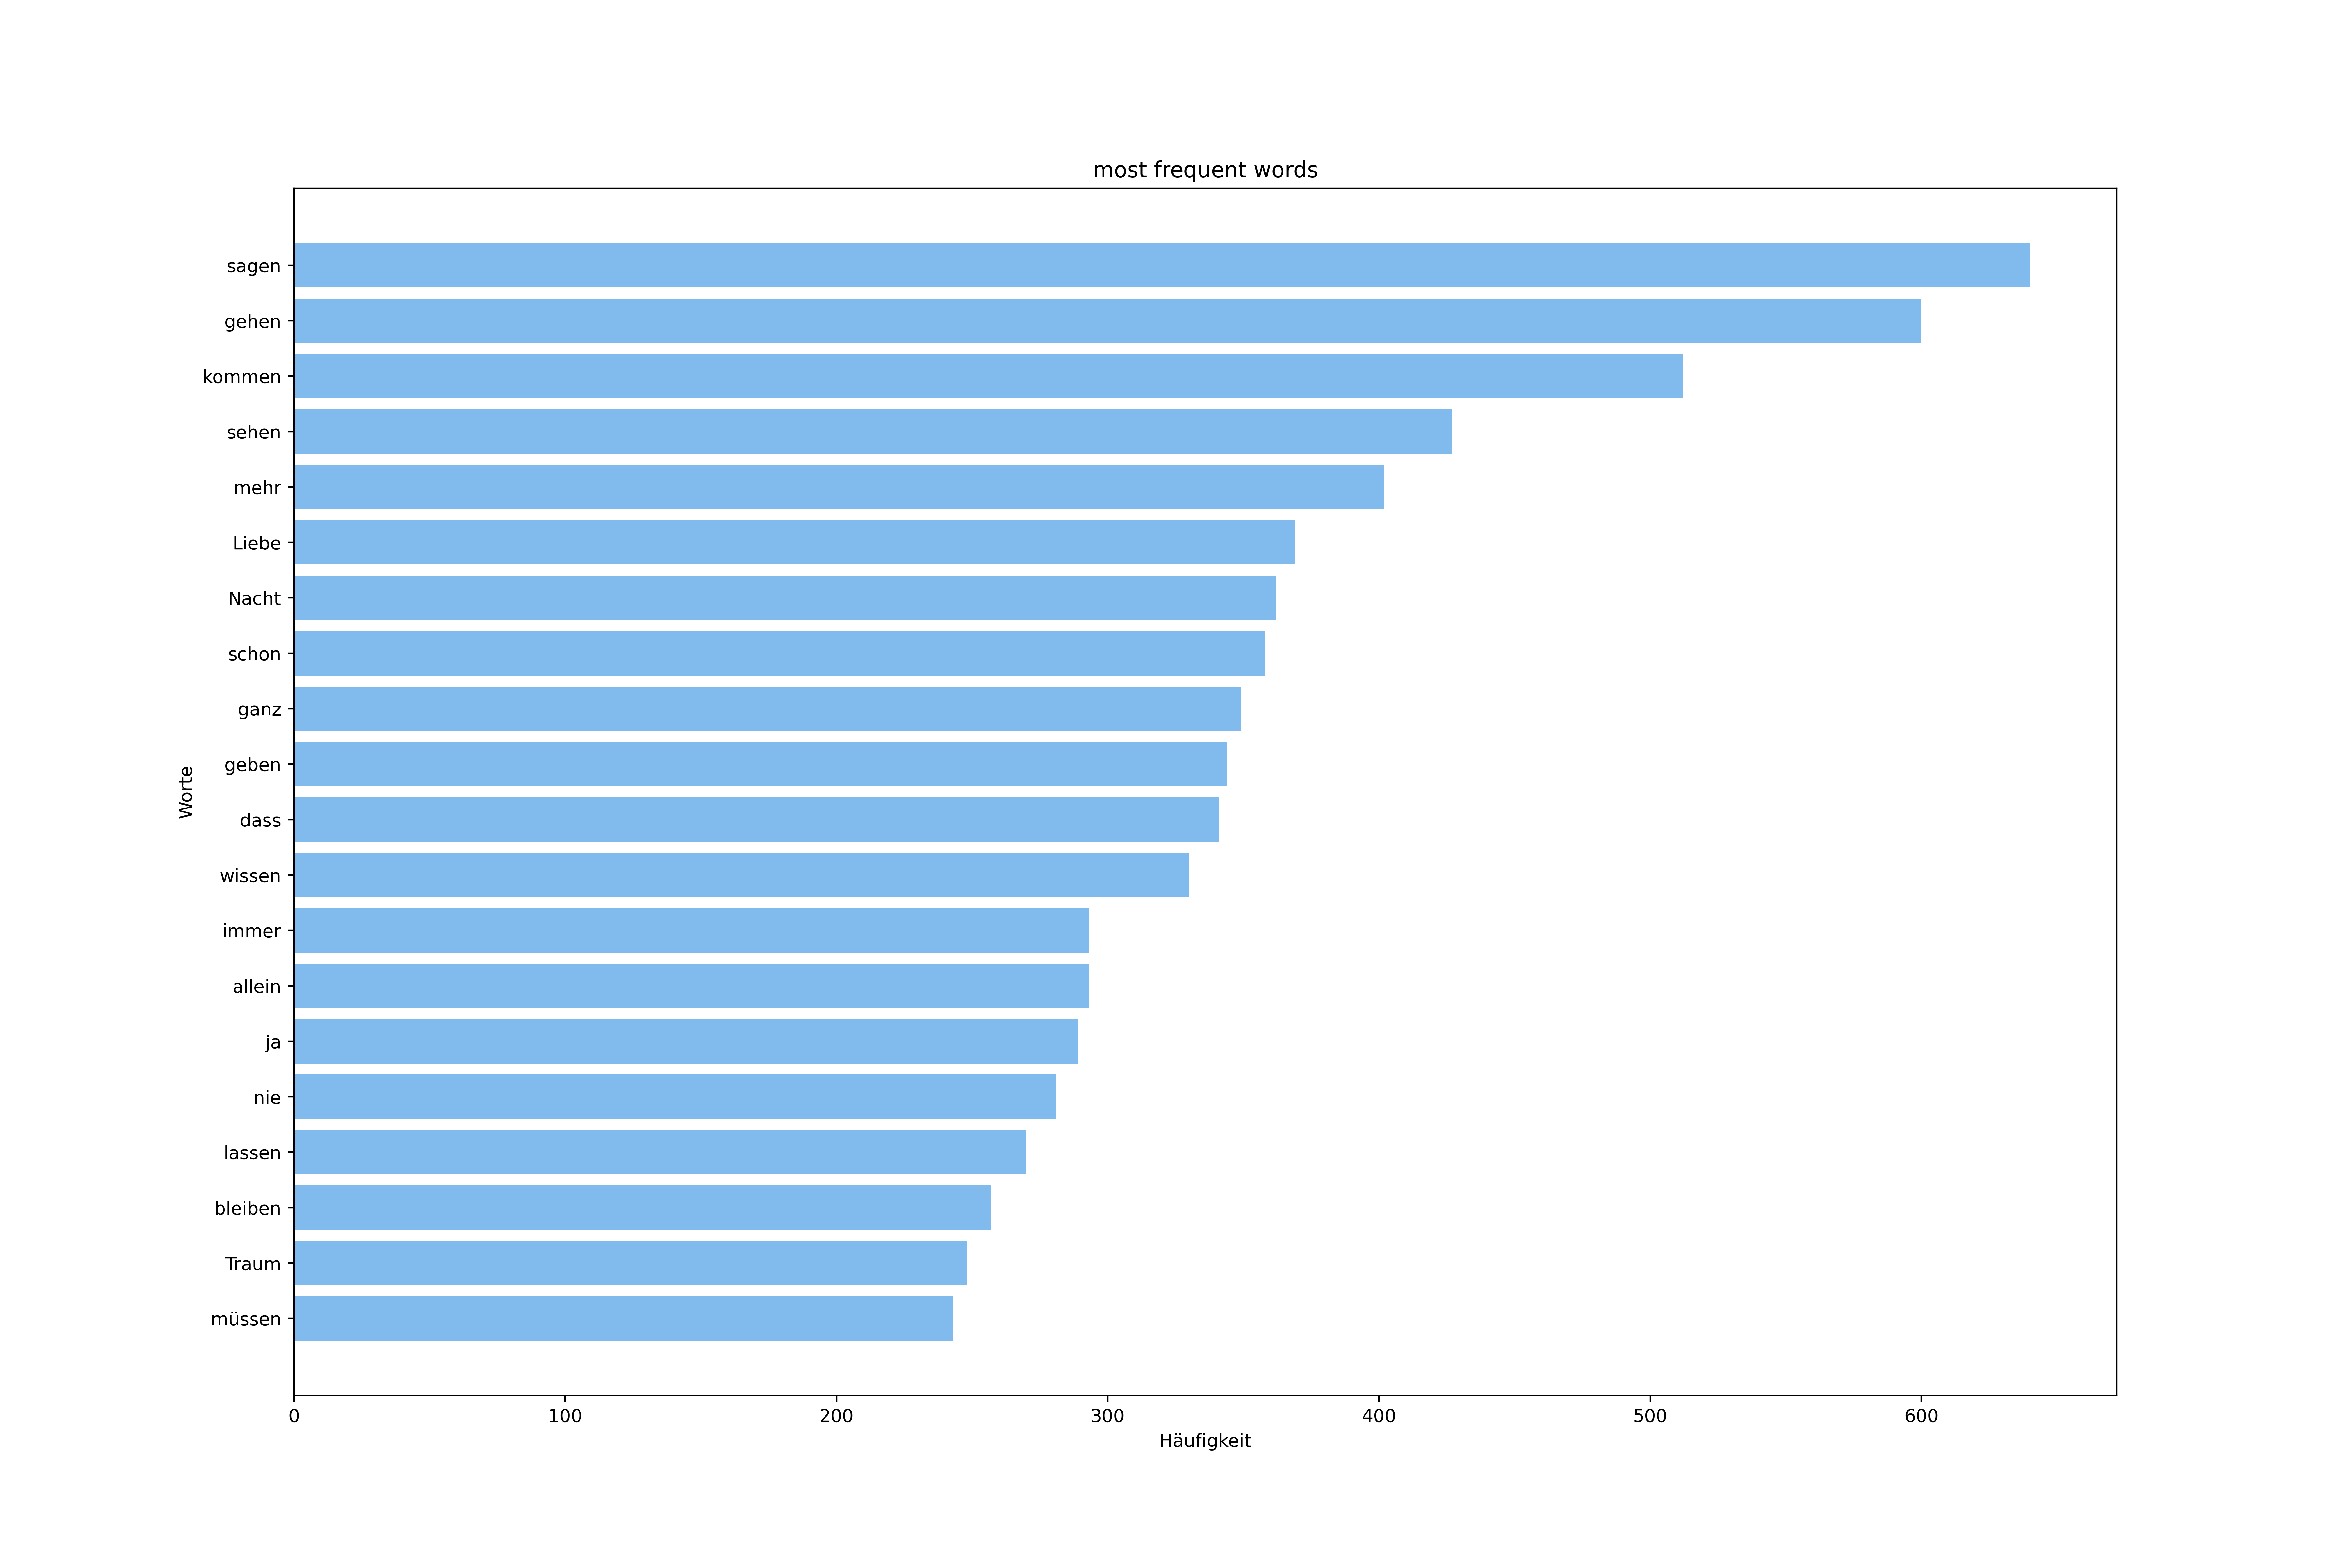 most frequent words
sagen
gehen
kommen
sehen
mehr
Liebe
Nacht
schon
ganz
geben
dass
wissen
immer
allein
ja
nie
lassen
bleiben
Traum
müssen
Worte
0 100 200 300 400 500 600
Häufigkeit